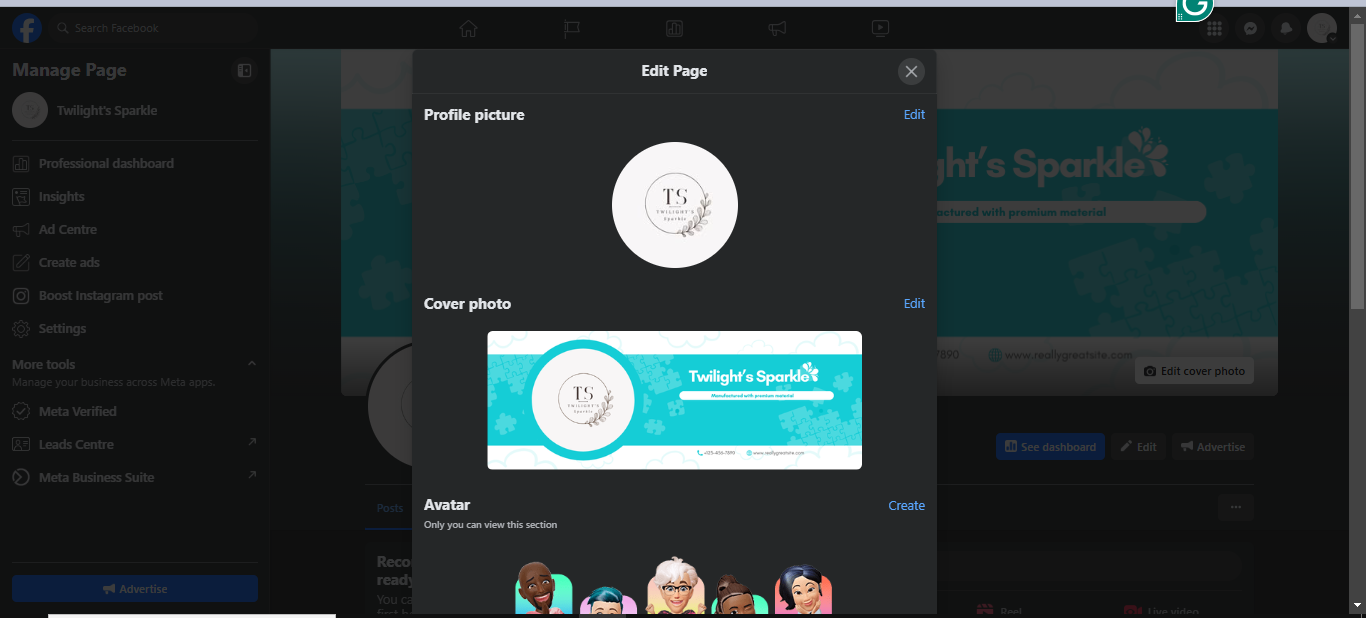 Search Facebook
Manage Page
Twilight's Sparkle
Professional dashboard
Insights
Ad Centre
Create ads
Boost Instagram post
Settings
More tools
Manage your business across Meta apps.
Meta Verified
Leads Centre
Meta Business Suite
Advertise
Edit Page
Profile picture
Edit
TS
TWILIGHT'S
Sparkle
Cover photo
Edit
TS
TWILIGHT'S
Sparkle
Twilight's Sparkle
Manufactured with premium material
+123-456-7890
www.reallygreatsite.com
Avatar
Create
Only you can view this section
ght's Sparkle
actured with premium material
7890
www.reallygreatsite.com
Edit cover photo
See dashboard
Edit
Advertise
Posts
...
Reco
ready
You ca
Reel
Live video